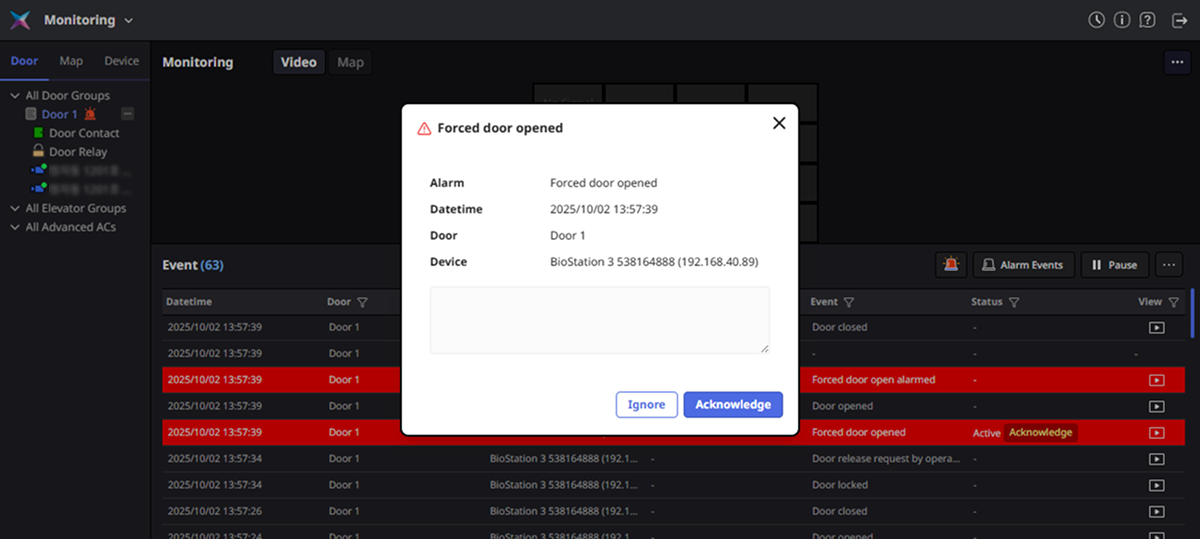 Monitoring
Door Map Device
Monitoring Video Map
All Door Groups
Door 1
Door Contact
Door Relay
All Elevator Groups
All Advanced ACs
Forced door opened
Alarm Forced door opened
Datetime 2025/10/02 13:57:39
Door Door 1
Device BioStation 3 538164888 (192.168.40.89)
Ignore Acknowledge
Event (63) Alarm Events Pause
Datetime Door Event Status View
2025/10/02 13:57:39 Door 1 Door closed -
2025/10/02 13:57:39 Door 1 - - -
2025/10/02 13:57:39 Door 1 Forced door open alarmed -
2025/10/02 13:57:39 Door 1 Door opened -
2025/10/02 13:57:39 Door 1 Forced door opened Active Acknowledge
2025/10/02 13:57:34 Door 1 BioStation 3 538164888 (192.1... - Door release request by opera... -
2025/10/02 13:57:34 Door 1 BioStation 3 538164888 (192.1... - Door locked -
2025/10/02 13:57:26 Door 1 BioStation 3 538164888 (192.1... - Door closed -
2025/10/02 13:57:24 Door 1 BioStation 3 538164888 (192.1... - Door opened -